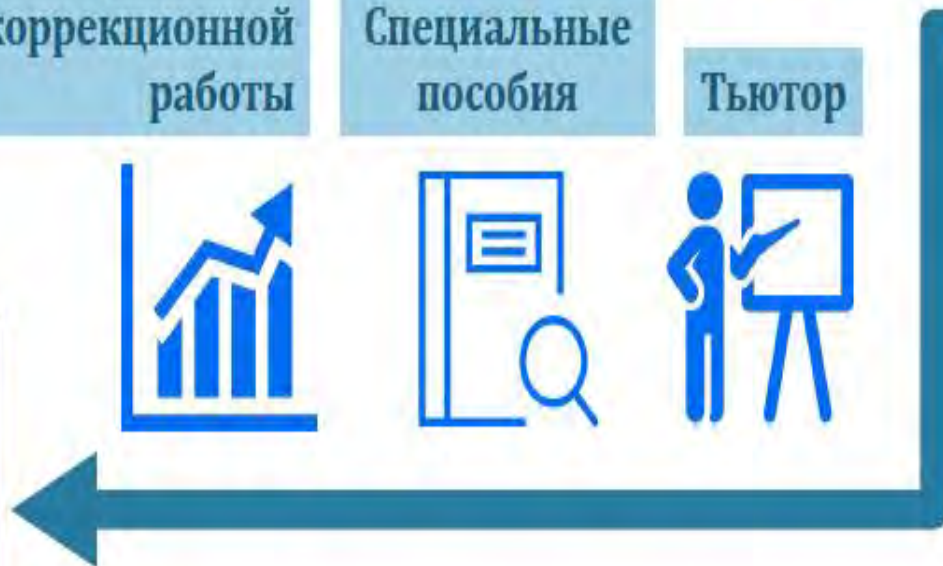 коррекционной
работы
Специальные
пособия
Тьютор